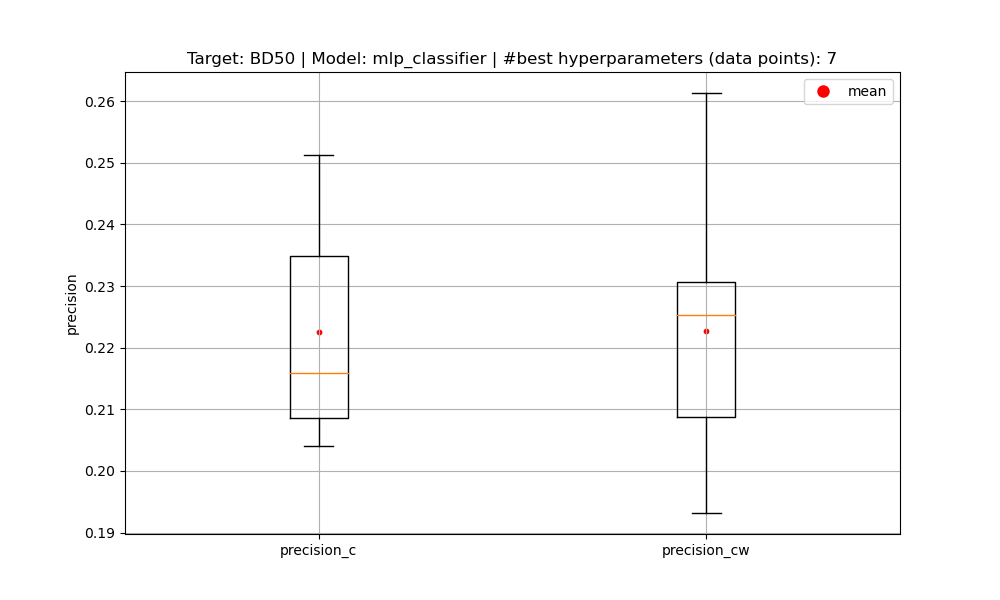 Target: BD50 | Model: mlp_classifier | #best hyperparameters (data points): 7
mean
0.26
0.25
0.24
0.23
0.22
0.21
0.20
0.19
precision
precision_c
precision_cw